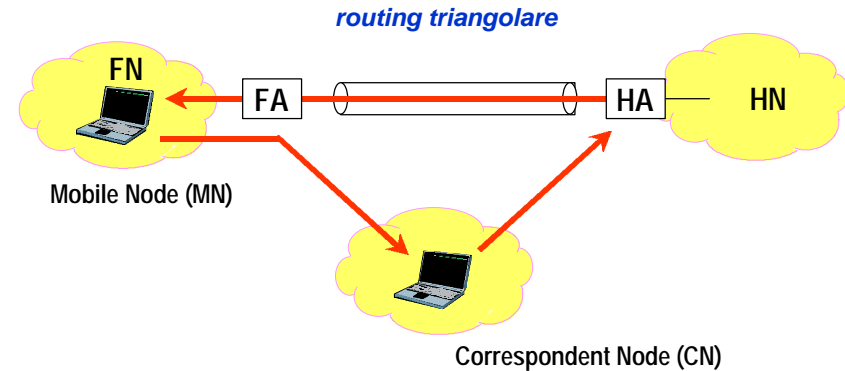 routing triangolare
FN
FA
HA
HN
Mobile Node (MN)
Correspondent Node (CN)